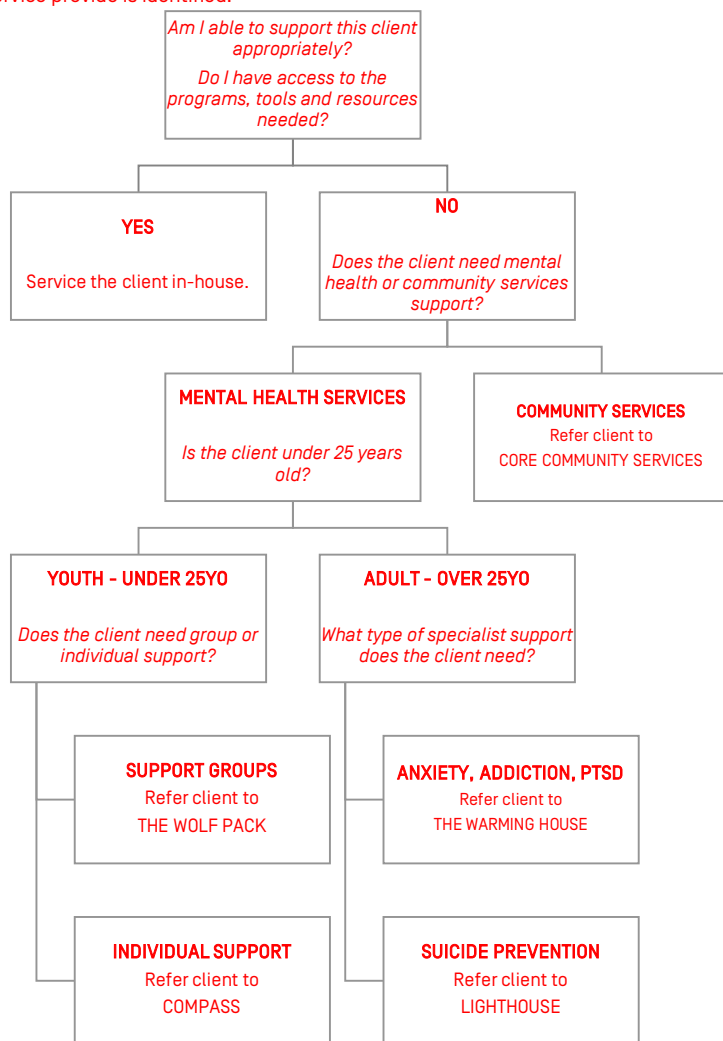 ervice provide is identified.
Am I able to support this client
appropriately?
Do I have access to the
programs, tools and resources
needed?
YES
Service the client in-house.
NO
Does the client need mental
health or community services
support?
MENTAL HEALTH SERVICES
Is the client under 25 years
old?
COMMUNITY SERVICES
Refer client to
CORE COMMUNITY SERVICES
YOUTH - UNDER 25YO
Does the client need group or
individual support?
ADULT - OVER 25YO
What type of specialist support
does the client need?
SUPPORT GROUPS
Refer client to
THE WOLF PACK
ANXIETY, ADDICTION, PTSD
Refer client to
THE WARMING HOUSE
INDIVIDUAL SUPPORT
Refer client to
COMPASS
SUICIDE PREVENTION
Refer client to
LIGHTHOUSE